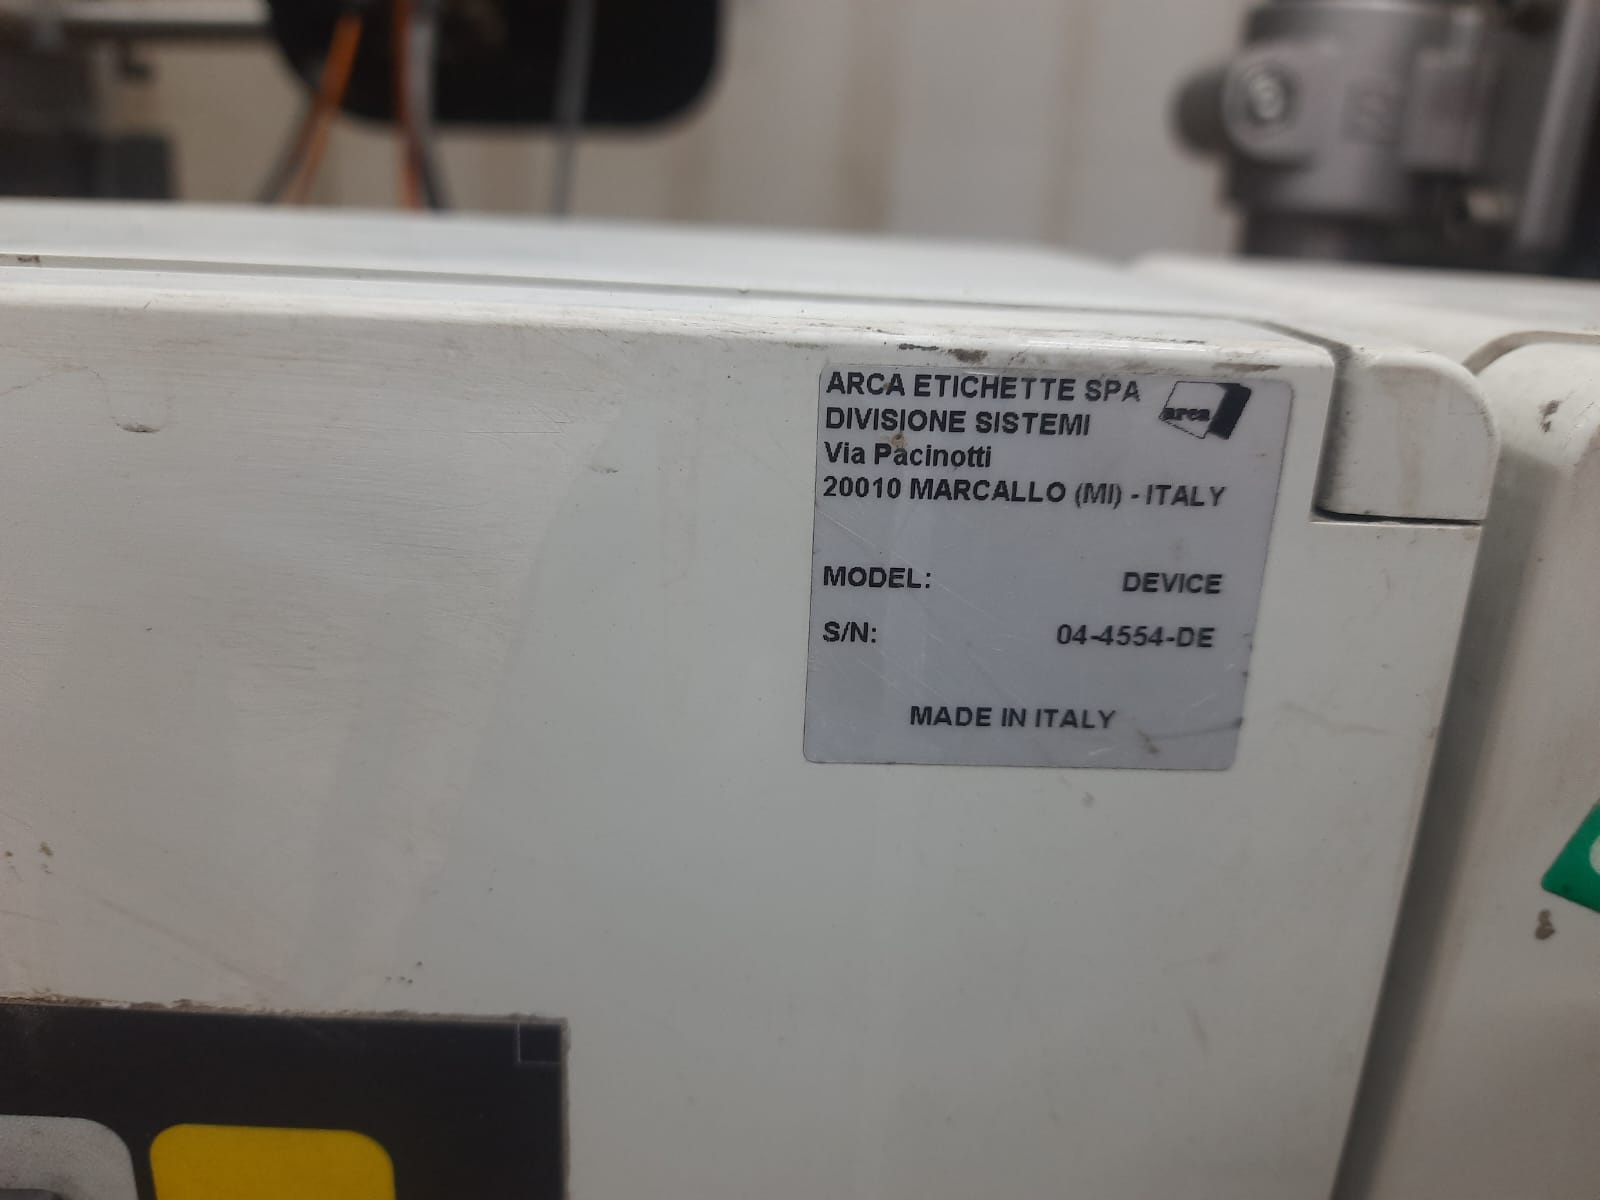 ARCA ETICHETTE SPA
arca
DIVISIONE SISTEMI
Via Pacinotti
20010 MARCALLO (MI) - ITALY
MODEL: DEVICE
S/N: 04-4554-DE
MADE IN ITALY